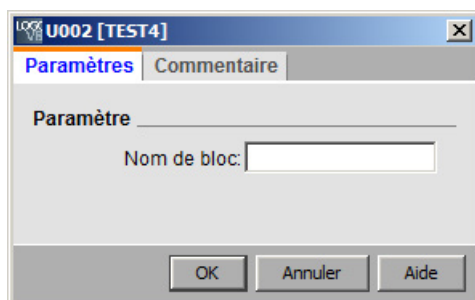 U002 [TEST4]
Paramètres Commentaire
Paramètre
Nom de bloc:
OK Annuler Aide